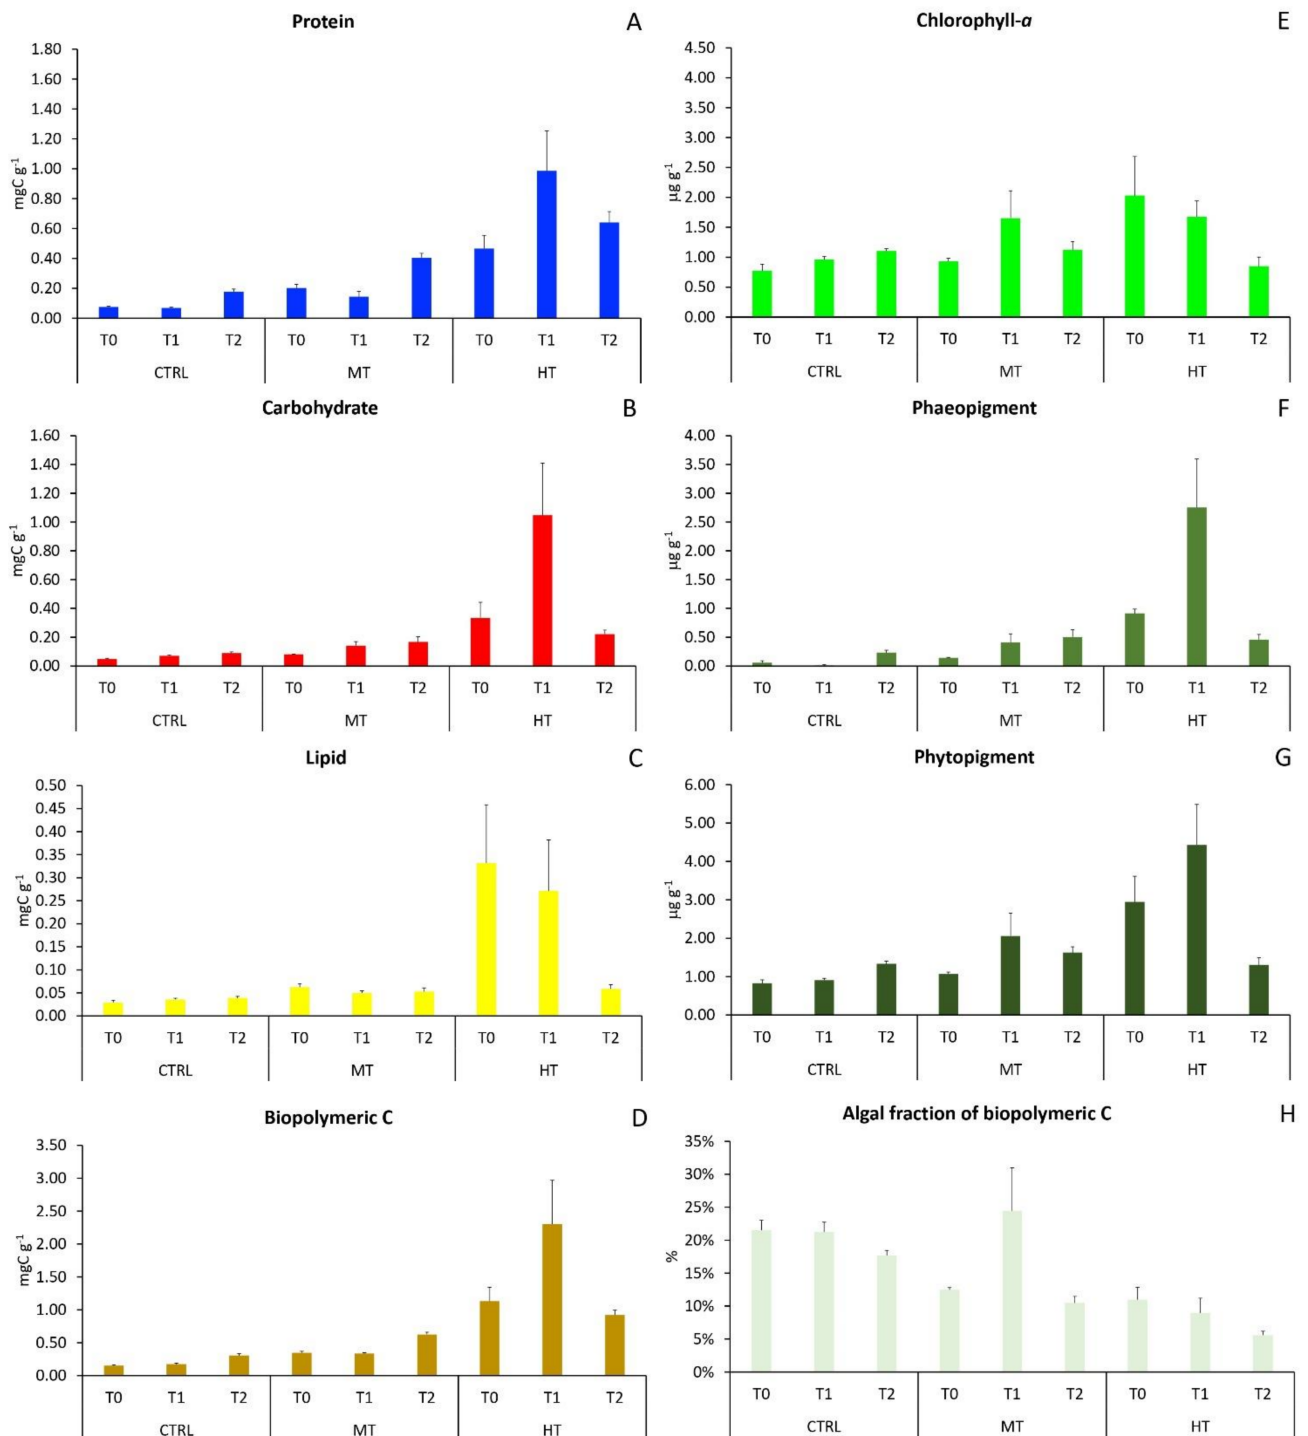 Protein A
1.80
1.60
1.40
1.20
1.00
0.80
0.60
0.40
0.20
0.00
mgC g⁻¹
T0 T1 T2 T0 T1 T2 T0 T1 T2
CTRL MT HT
Carbohydrate B
1.60
1.40
1.20
1.00
0.80
0.60
0.40
0.20
0.00
mgC g⁻¹
T0 T1 T2 T0 T1 T2 T0 T1 T2
CTRL MT HT
Lipid C
0.50
0.45
0.40
0.35
0.30
0.25
0.20
0.15
0.10
0.05
0.00
mgC g⁻¹
T0 T1 T2 T0 T1 T2 T0 T1 T2
CTRL MT HT
Biopolymeric C D
3.50
3.00
2.50
2.00
1.50
1.00
0.50
0.00
mgC g⁻¹
T0 T1 T2 T0 T1 T2 T0 T1 T2
CTRL MT HT
Chlorophyll-a E
4.50
4.00
3.50
3.00
2.50
2.00
1.50
1.00
0.50
0.00
µg g⁻¹
T0 T1 T2 T0 T1 T2 T0 T1 T2
CTRL MT HT
Phaeopigment F
4.00
3.50
3.00
2.50
2.00
1.50
1.00
0.50
0.00
µg g⁻¹
T0 T1 T2 T0 T1 T2 T0 T1 T2
CTRL MT HT
Phytopigment G
6.00
5.00
4.00
3.00
2.00
1.00
0.00
µg g⁻¹
T0 T1 T2 T0 T1 T2 T0 T1 T2
CTRL MT HT
Algal fraction of biopolymeric C H
35%
30%
25%
20%
15%
10%
5%
0%
%
T0 T1 T2 T0 T1 T2 T0 T1 T2
CTRL MT HT